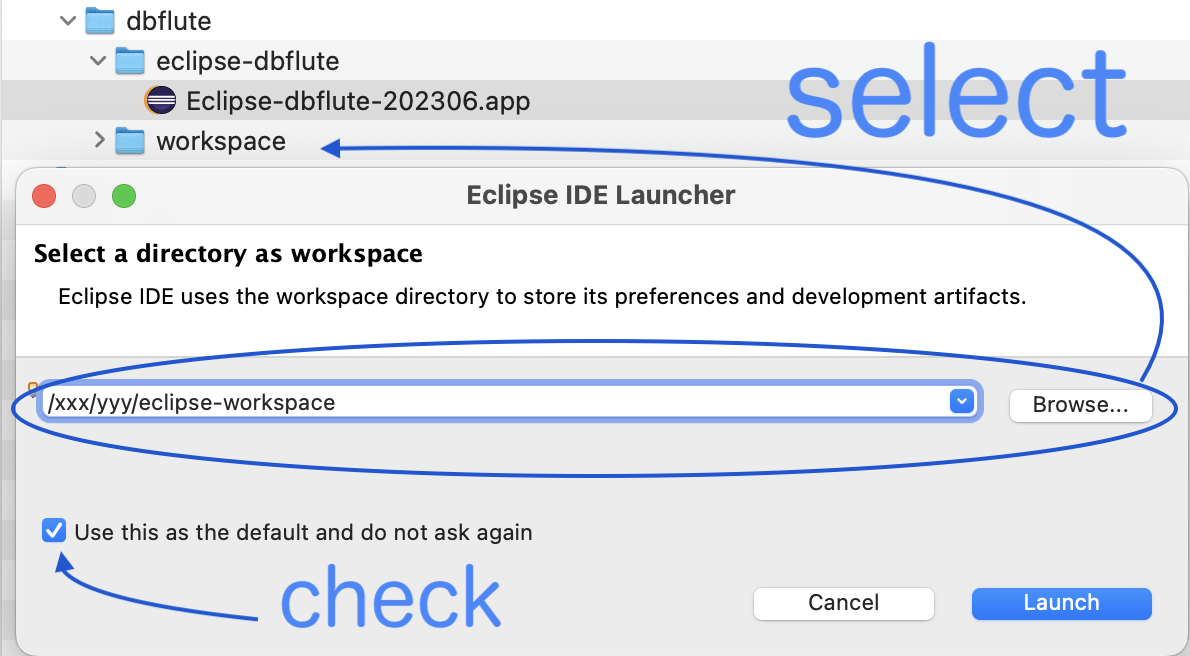 dbflute
eclipse-dbflute
Eclipse-dbflute-202306.app
workspace
select
Eclipse IDE Launcher
Select a directory as workspace
Eclipse IDE uses the workspace directory to store its preferences and development artifacts.
/xxx/yyy/eclipse-workspace
Browse...
Use this as the default and do not ask again
check
Cancel
Launch